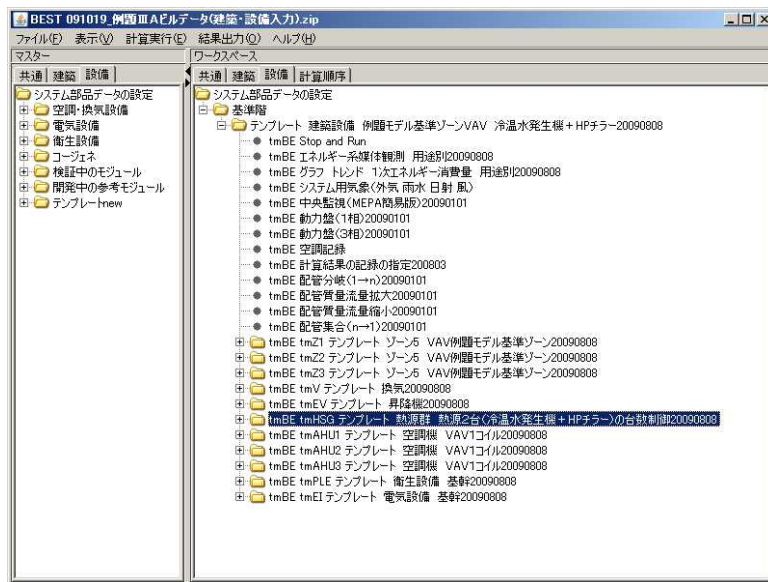 BEST 091019_例題ⅢAビルデータ(建築・設備入力).zip
ファイル(F) 表示(V) 計算実行(E) 結果出力(O) ヘルプ(H)
マスター
共通 建築 設備
システム部品データの設定
空調・換気設備
電気設備
衛生設備
コージェネ
検証中のモジュール
開発中の参考モジュール
テンプレートnew
ワークスペース
共通 建築 設備 計算順序
システム部品データの設定
基準階
テンプレート 建築設備 例題モデル基準ゾーンVAV 冷温水発生機+HPチラー20090808
tmBE Stop and Run
tmBE エネルギー系媒体観測 用途別20090808
tmBE グラフ トレンド 1次エネルギー消費量 用途別20090808
tmBE システム用気象(外気 雨水 日射 風)
tmBE 中央監視(MEPA簡易版)20090101
tmBE 動力盤(1相)20090101
tmBE 動力盤(3相)20090101
tmBE 空調記録
tmBE 計算結果の記録の指定200803
tmBE 配管分岐(1→n)20090101
tmBE 配管質量流量拡大20090101
tmBE 配管質量流量縮小20090101
tmBE 配管集合(n→1)20090101
tmBE tmZ1 テンプレート ゾーン5 VAV例題モデル基準ゾーン20090808
tmBE tmZ2 テンプレート ゾーン5 VAV例題モデル基準ゾーン20090808
tmBE tmZ3 テンプレート ゾーン5 VAV例題モデル基準ゾーン20090808
tmBE tmV テンプレート 換気20090808
tmBE tmEV テンプレート 昇降機20090808
tmBE tmHSG テンプレート 熱源群 熱源2台(冷温水発生機+HPチラー)の台数制御20090808
tmBE tmAHU1 テンプレート 空調機 VAV1コイル20090808
tmBE tmAHU2 テンプレート 空調機 VAV1コイル20090808
tmBE tmAHU3 テンプレート 空調機 VAV1コイル20090808
tmBE tmPLE テンプレート 衛生設備 基幹20090808
tmBE tmEI テンプレート 電気設備 基幹20090808